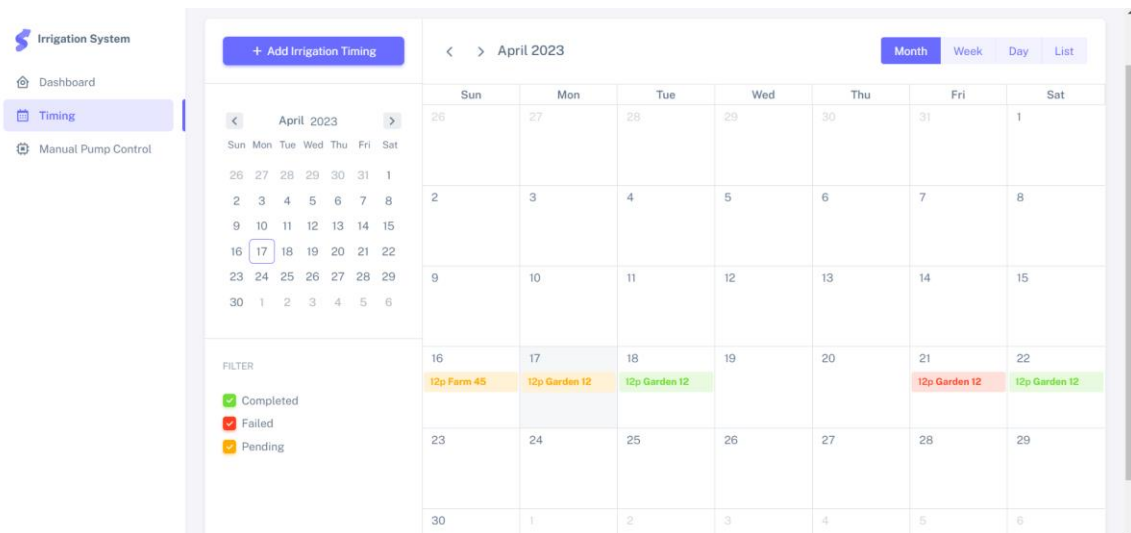 Irrigation System
Dashboard
Timing
Manual Pump Control
+ Add Irrigation Timing
< April 2023 >
Sun Mon Tue Wed Thu Fri Sat
26 27 28 29 30 31 1
2 3 4 5 6 7 8
9 10 11 12 13 14 15
16 17 18 19 20 21 22
23 24 25 26 27 28 29
30 1 2 3 4 5 6
FILTER
Completed
Failed
Pending
< > April 2023
Month Week Day List
Sun Mon Tue Wed Thu Fri Sat
26 27 28 29 30 31 1
2 3 4 5 6 7 8
9 10 11 12 13 14 15
16 17 18 19 20 21 22
12p Farm 45 12p Garden 12 12p Garden 12 12p Garden 12 12p Garden 12
23 24 25 26 27 28 29
30 1 2 3 4 5 6